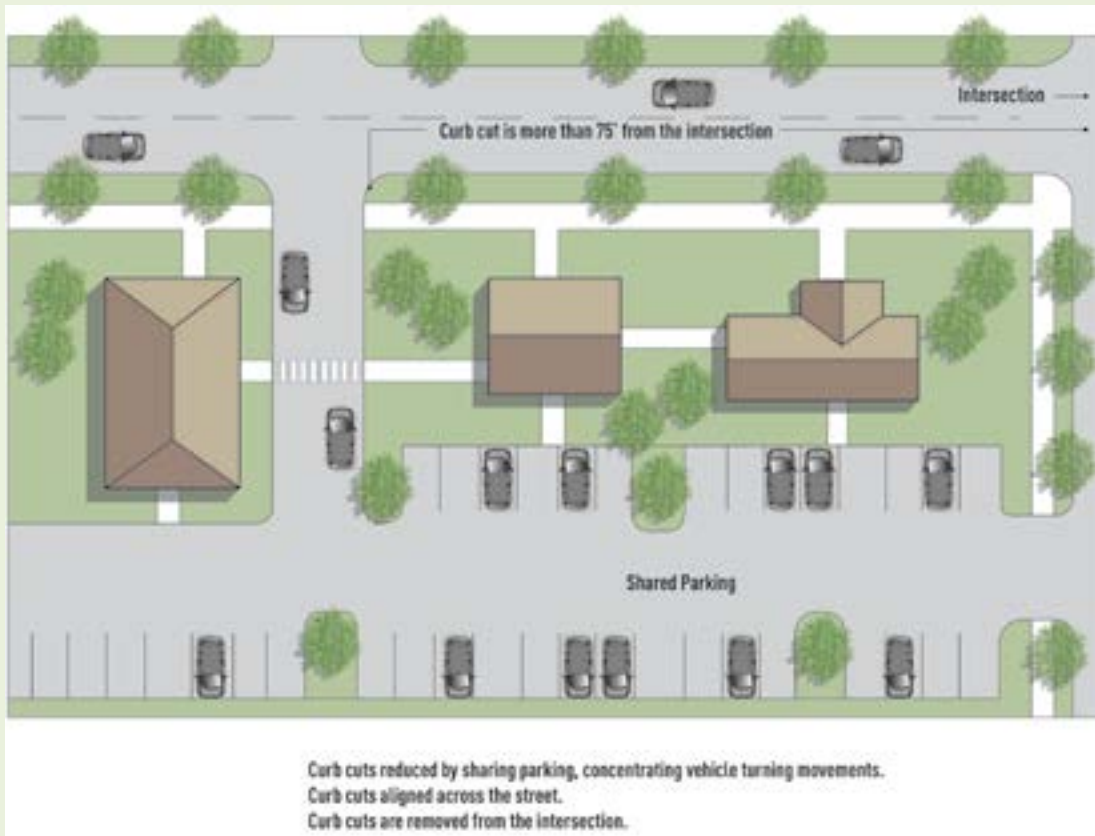 Intersection
Curb cut is more than 75' from the intersection
Shared Parking
Curb cuts reduced by sharing parking, concentrating vehicle turning movements.
Curb cuts aligned across the street.
Curb cuts are removed from the intersection.